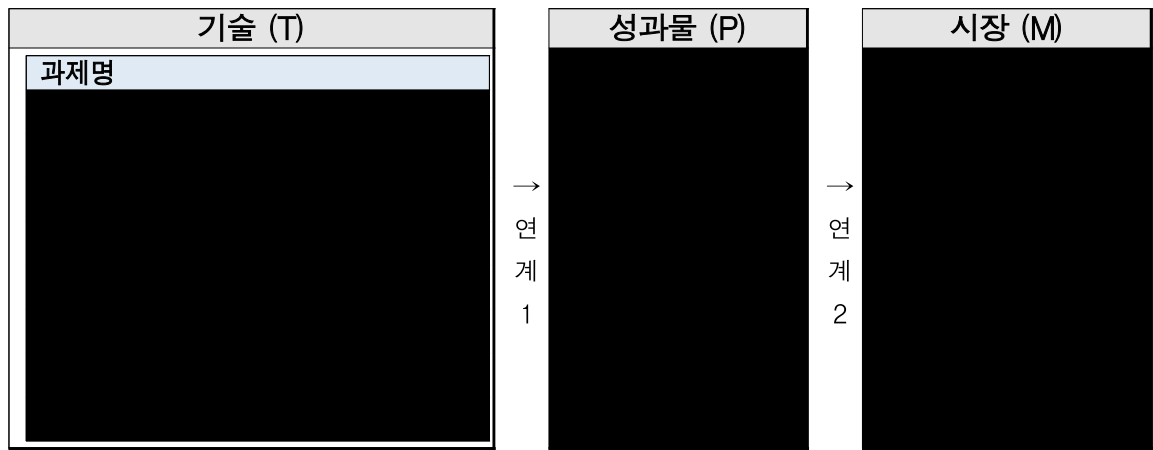 기술 (T)
성과물 (P)
시장 (M)
과제명
→
연
계
1
→
연
계
2